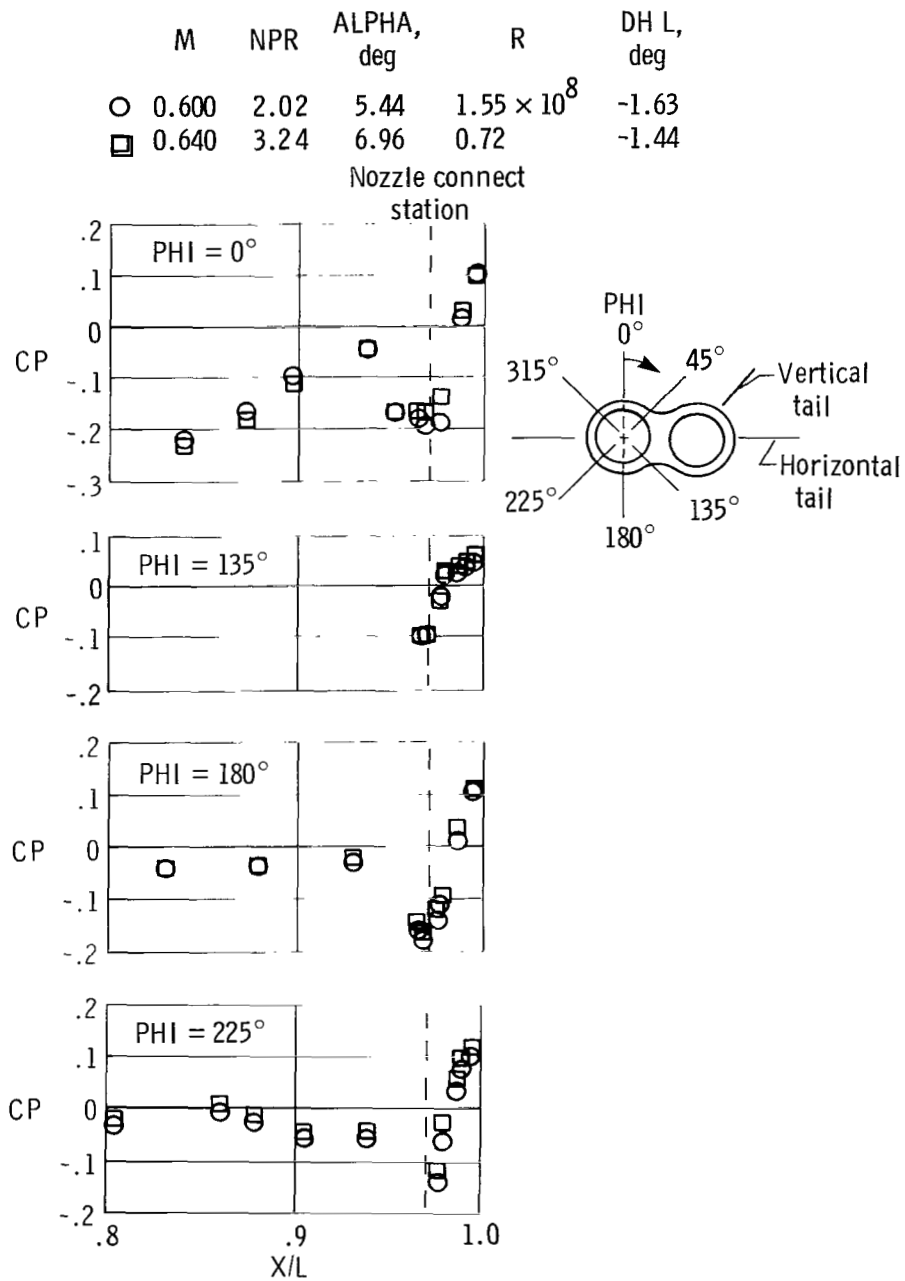 M NPR ALPHA, deg R DH L, deg
○ 0.600 2.02 5.44 1.55 × 10⁸ -1.63
□ 0.640 3.24 6.96 0.72 -1.44
Nozzle connect
station
PHI = 0°
CP
.2
.1
0
-.1
-.2
-.3
PHI
0°
45°
315°
Vertical
tail
Horizontal
tail
225°
135°
180°
PHI = 135°
CP
.1
0
-.1
-.2
PHI = 180°
CP
.2
.1
0
-.1
-.2
PHI = 225°
CP
.2
.1
0
-.1
-.2
.8 .9 1.0
X/L